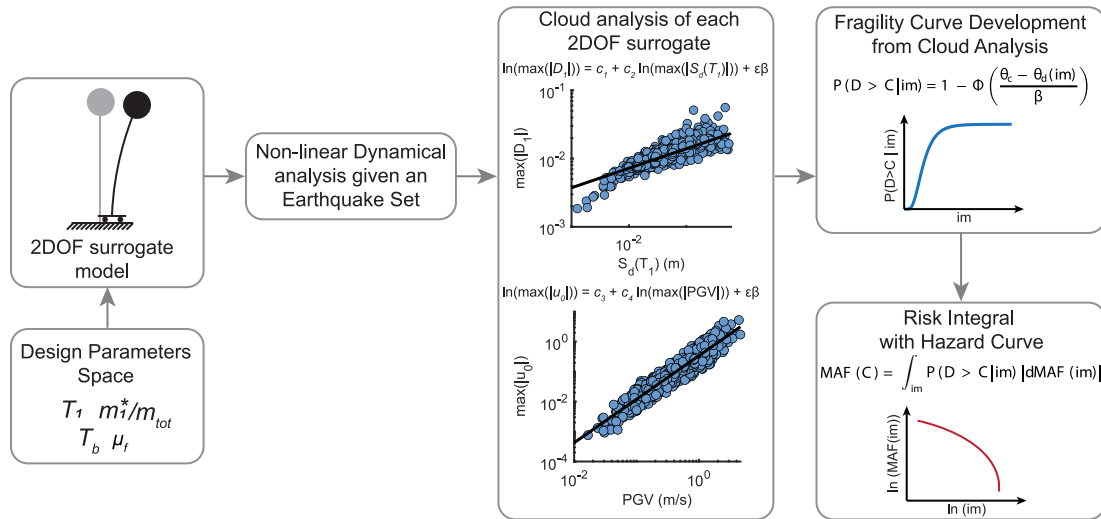 2DOF surrogate
model
Design Parameters
Space
T₁ m₁*/m_tot
T_b μ_f
Non-linear Dynamical
analysis given an
Earthquake Set
Cloud analysis of each
2DOF surrogate
ln(max(|D₁|)) = c₁ + c₂ ln(max(|S_d(T₁)|)) + εβ
10⁻¹
10⁻²
10⁻³
max(|D₁|)
10⁻²
S_d(T₁) (m)
ln(max(|u₀|)) = c₃ + c₄ ln(max(|PGV|)) + εβ
10⁰
10⁻²
10⁻⁴
max(|u₀|)
10⁻² 10⁰
PGV (m/s)
Fragility Curve Development
from Cloud Analysis
P(D > C|im) = 1 − Φ((θ_c − θ_d(im))/β)
P(D>C | im)
im
Risk Integral
with Hazard Curve
MAF (C) = ∫_im P(D > C|im) |dMAF (im)|
ln (MAF(im))
ln (im)